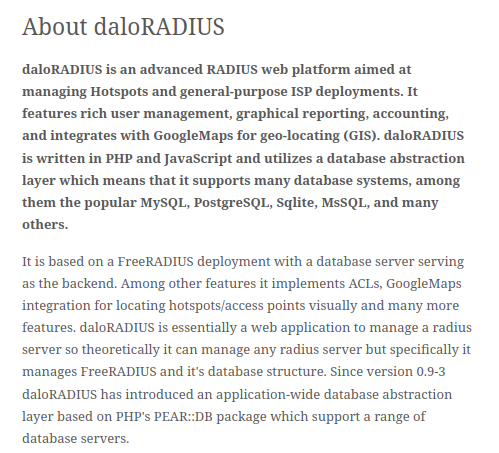 About daloRADIUS
daloRADIUS is an advanced RADIUS web platform aimed at
managing Hotspots and general-purpose ISP deployments. It
features rich user management, graphical reporting, accounting,
and integrates with GoogleMaps for geo-locating (GIS). daloRADIUS
is written in PHP and JavaScript and utilizes a database abstraction
layer which means that it supports many database systems, among
them the popular MySQL, PostgreSQL, Sqlite, MsSQL, and many
others.
It is based on a FreeRADIUS deployment with a database server serving
as the backend. Among other features it implements ACLs, GoogleMaps
integration for locating hotspots/access points visually and many more
features. daloRADIUS is essentially a web application to manage a radius
server so theoretically it can manage any radius server but specifically it
manages FreeRADIUS and it's database structure. Since version 0.9-3
daloRADIUS has introduced an application-wide database abstraction
layer based on PHP's PEAR::DB package which support a range of
database servers.